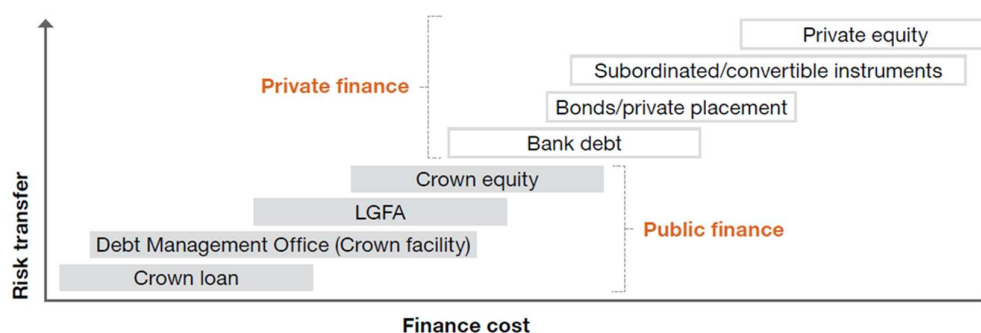 Private equity
Subordinated/convertible instruments
Private finance
Bonds/private placement
Bank debt
Crown equity
LGFA
Public finance
Debt Management Office (Crown facility)
Crown loan
Risk transfer
Finance cost